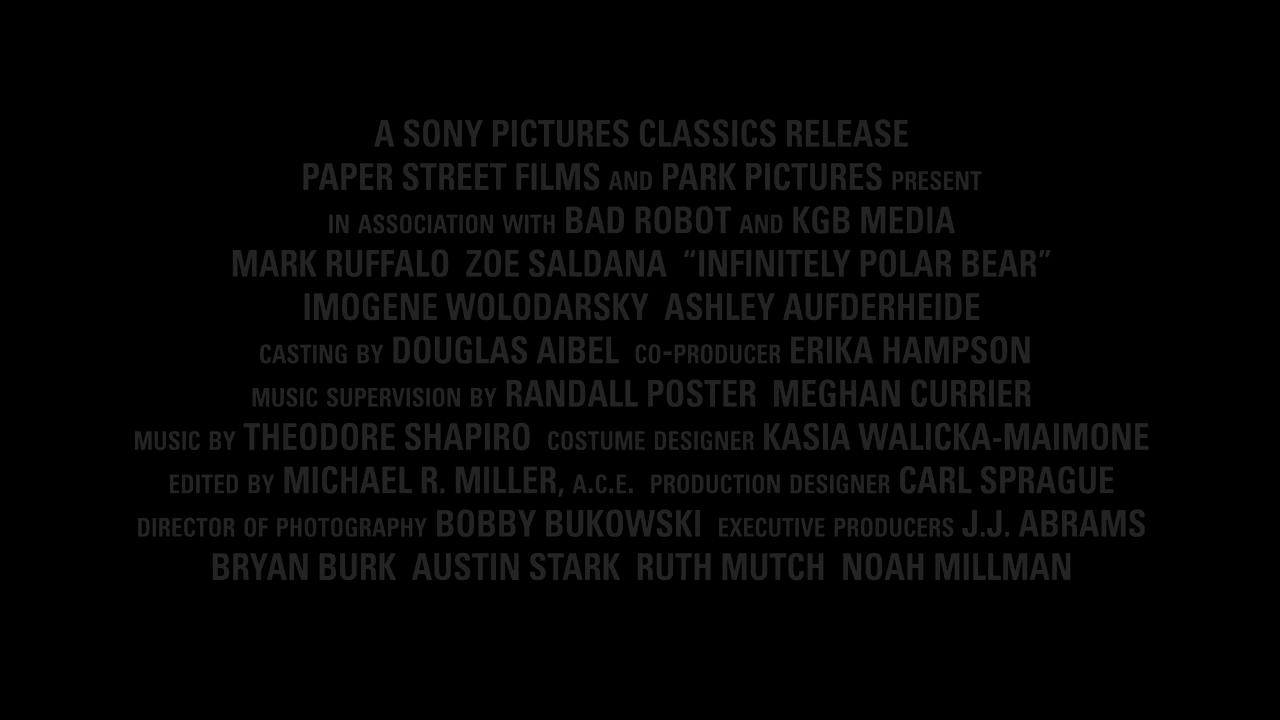 A SONY PICTURES CLASSICS RELEASE
PAPER STREET FILMS AND PARK PICTURES PRESENT
IN ASSOCIATION WITH BAD ROBOT AND KGB MEDIA
MARK RUFFALO ZOE SALDANA “INFINITELY POLAR BEAR”
IMOGENE WOLODARSKY ASHLEY AUFDERHEIDE
CASTING BY DOUGLAS AIBEL CO-PRODUCER ERIKA HAMPSON
MUSIC SUPERVISION BY RANDALL POSTER MEGHAN CURRIER
MUSIC BY THEODORE SHAPIRO COSTUME DESIGNER KASIA WALICKA-MAIMONE
EDITED BY MICHAEL R. MILLER, A.C.E. PRODUCTION DESIGNER CARL SPRAGUE
DIRECTOR OF PHOTOGRAPHY BOBBY BUKOWSKI EXECUTIVE PRODUCERS J.J. ABRAMS
BRYAN BURK AUSTIN STARK RUTH MUTCH NOAH MILLMAN